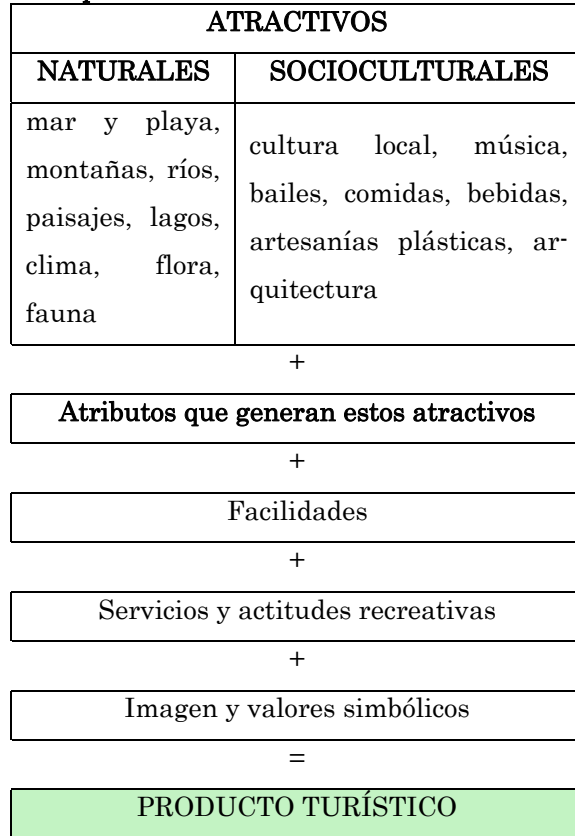 ATRACTIVOS
NATURALES
SOCIOCULTURALES
mar y playa,
montañas, ríos,
paisajes, lagos,
clima, flora,
fauna
cultura local, música,
bailes, comidas, bebidas,
artesanías plásticas, ar-
quitectura
+
Atributos que generan estos atractivos
+
Facilidades
+
Servicios y actitudes recreativas
+
Imagen y valores simbólicos
=
PRODUCTO TURÍSTICO